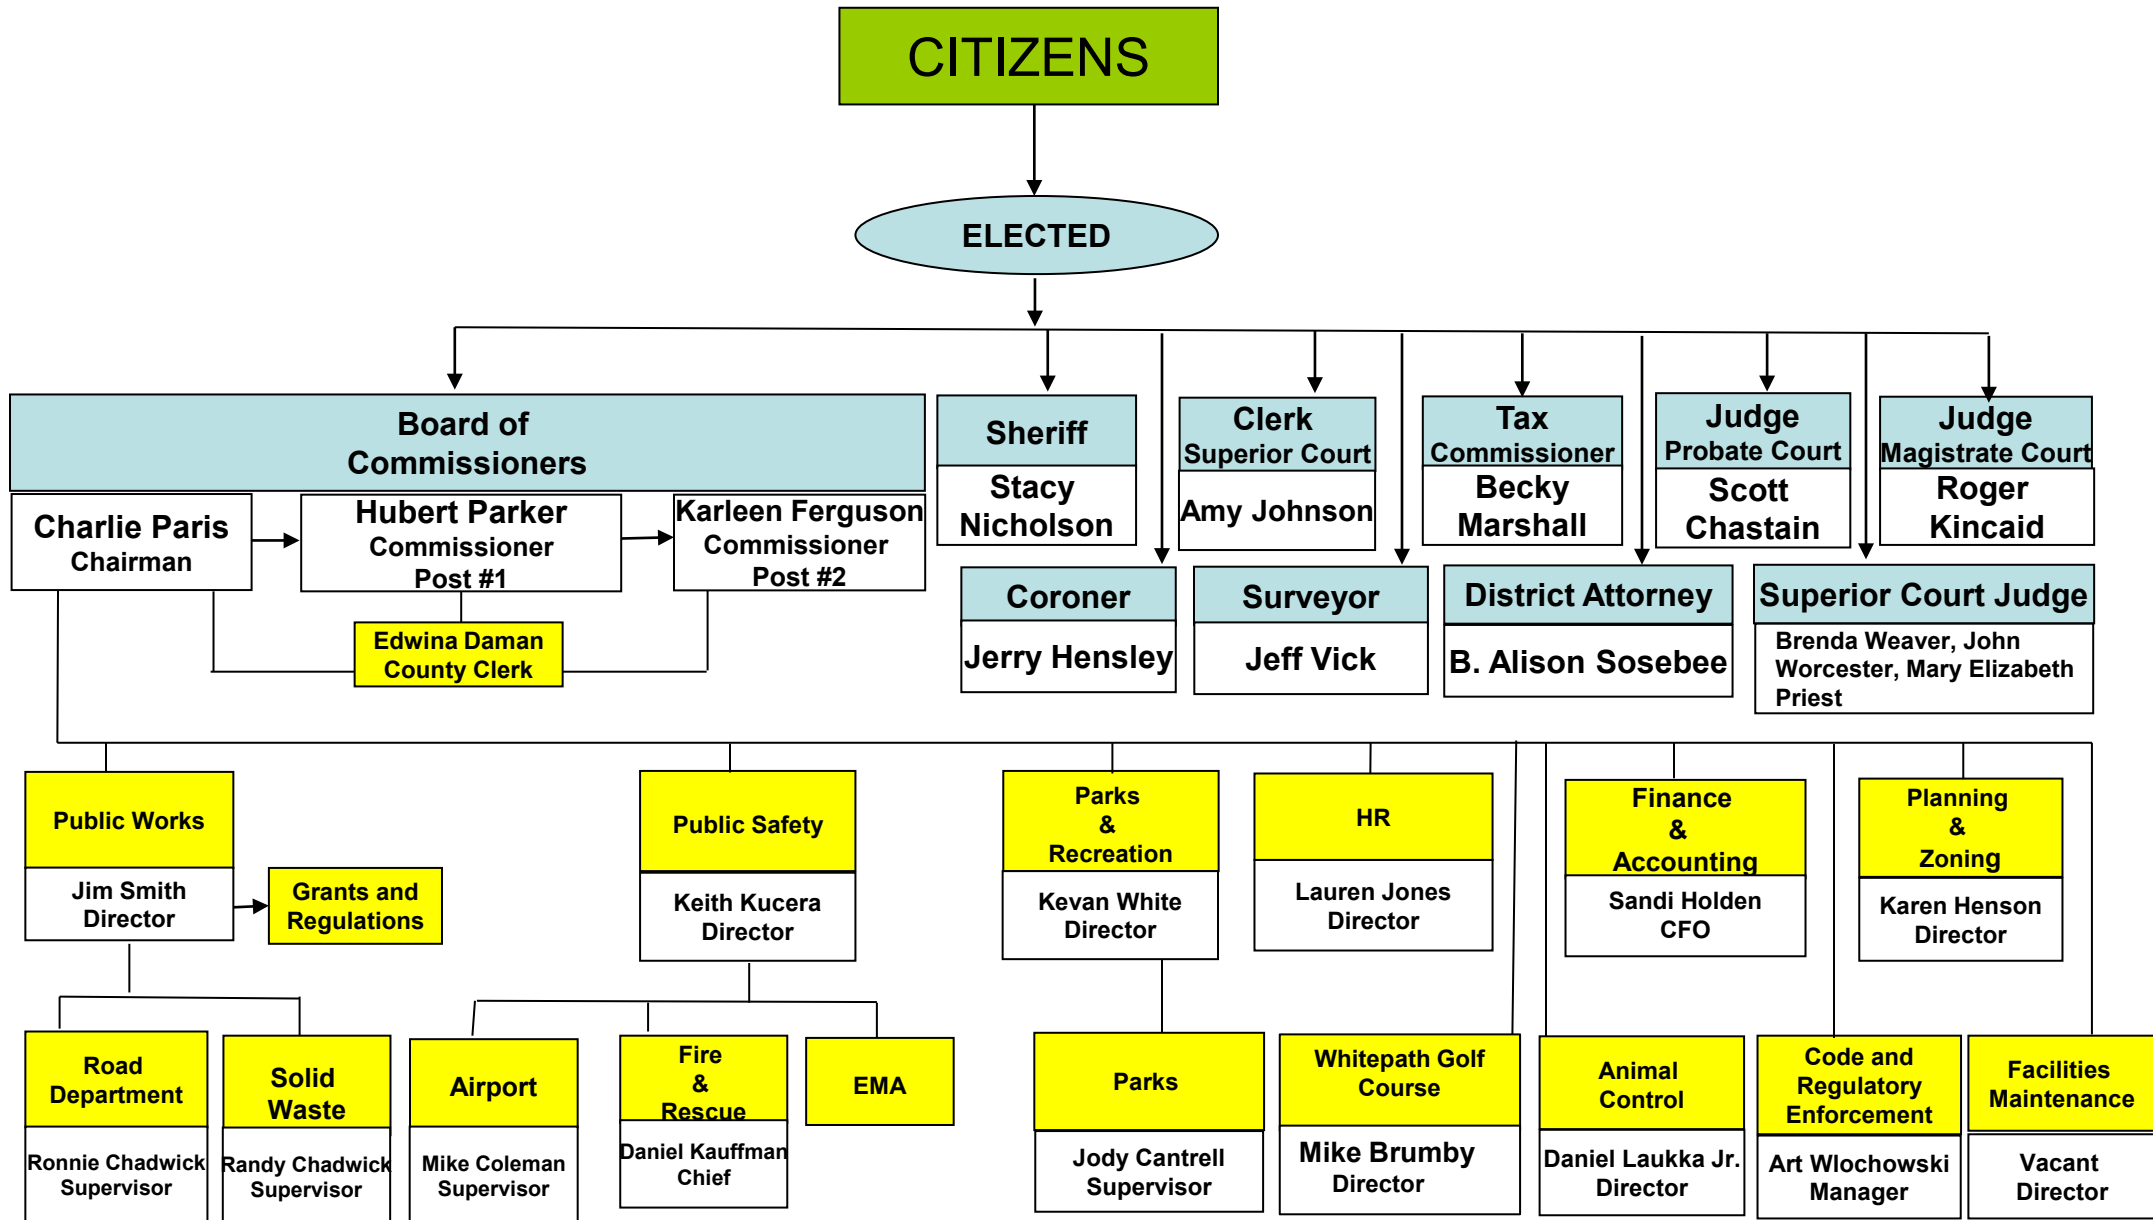 CITIZENS
ELECTED
Board of
Commissioners
Charlie Paris
Chairman
Hubert Parker
Commissioner
Post #1
Karleen Ferguson
Commissioner
Post #2
Edwina Daman
County Clerk
Sheriff
Stacy
Nicholson
Clerk
Superior Court
Amy Johnson
Tax
Commissioner
Becky
Marshall
Judge
Probate Court
Scott
Chastain
Judge
Magistrate Court
Roger
Kincaid
Coroner
Jerry Hensley
Surveyor
Jeff Vick
District Attorney
B. Alison Sosebee
Superior Court Judge
Brenda Weaver, John
Worcester, Mary Elizabeth
Priest
Public Works
Jim Smith
Director
Grants and
Regulations
Public Safety
Keith Kucera
Director
Parks
&
Recreation
Kevan White
Director
HR
Lauren Jones
Director
Finance
&
Accounting
Sandi Holden
CFO
Planning
&
Zoning
Karen Henson
Director
Road
Department
Ronnie Chadwick
Supervisor
Solid
Waste
Randy Chadwick
Supervisor
Airport
Mike Coleman
Supervisor
Fire
&
Rescue
Daniel Kauffman
Chief
EMA
Parks
Jody Cantrell
Supervisor
Whitepath Golf
Course
Mike Brumby
Director
Animal
Control
Daniel Laukka Jr.
Director
Code and
Regulatory
Enforcement
Art Wlochowski
Manager
Facilities
Maintenance
Vacant
Director